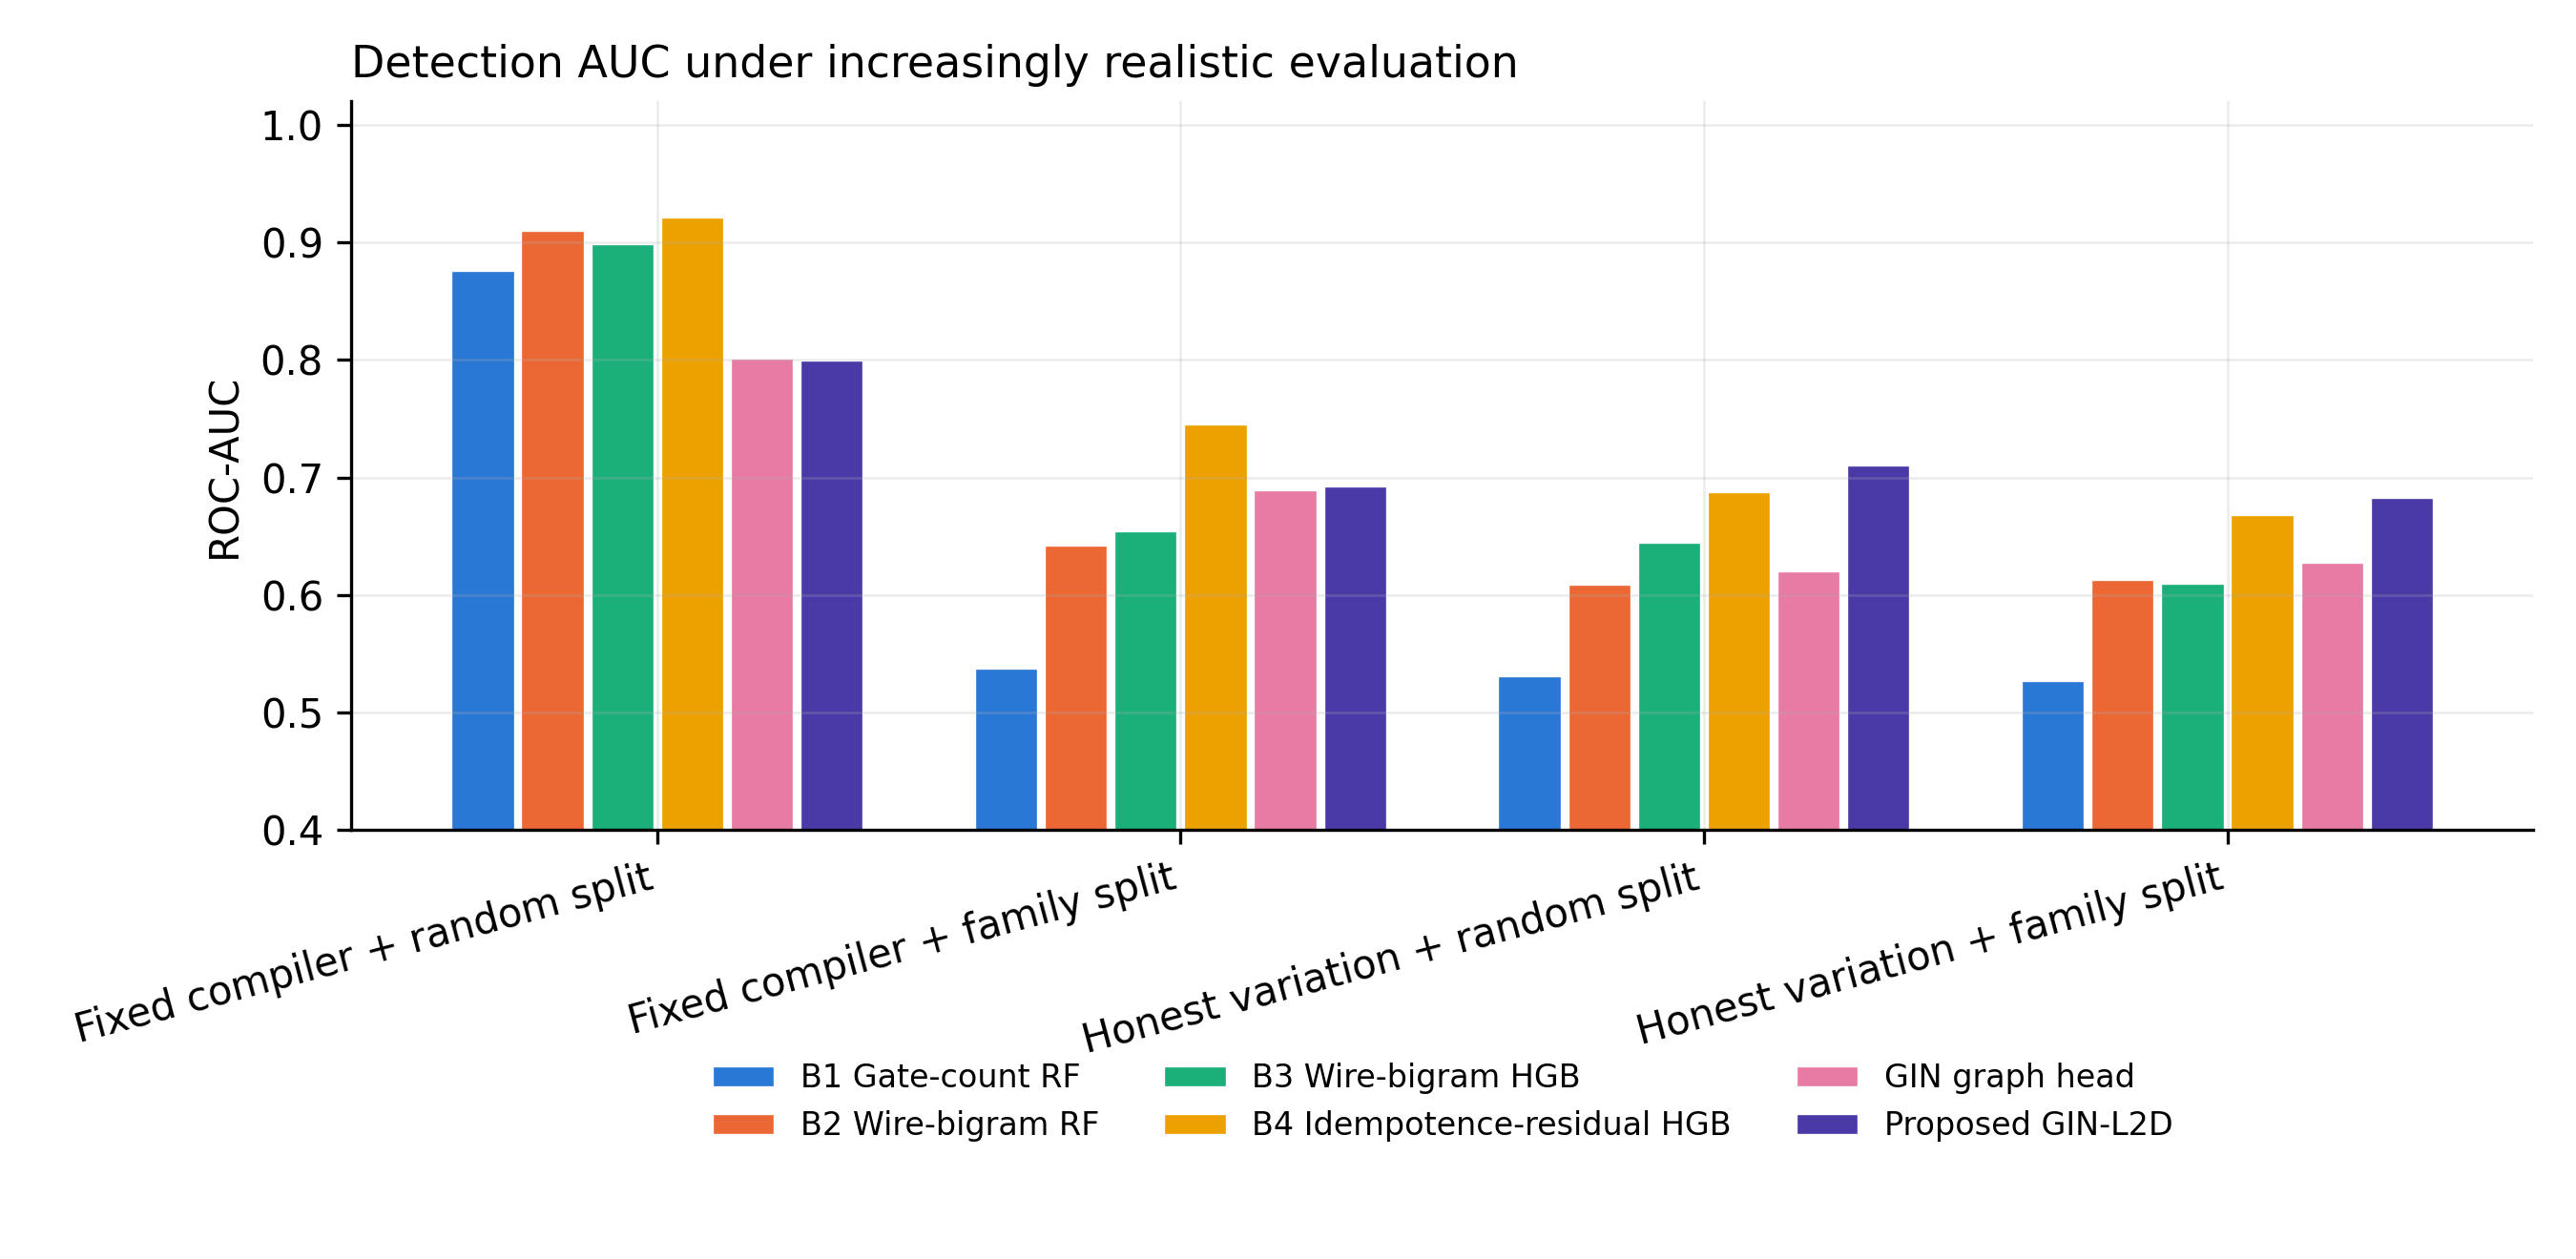 Detection AUC under increasingly realistic evaluation
1.0
0.9
0.8
0.7
0.6
0.5
0.4
ROC-AUC
Fixed compiler + random split
Fixed compiler + family split
Honest variation + random split
Honest variation + family split
B1 Gate-count RF
B2 Wire-bigram RF
B3 Wire-bigram HGB
B4 Idempotence-residual HGB
GIN graph head
Proposed GIN-L2D